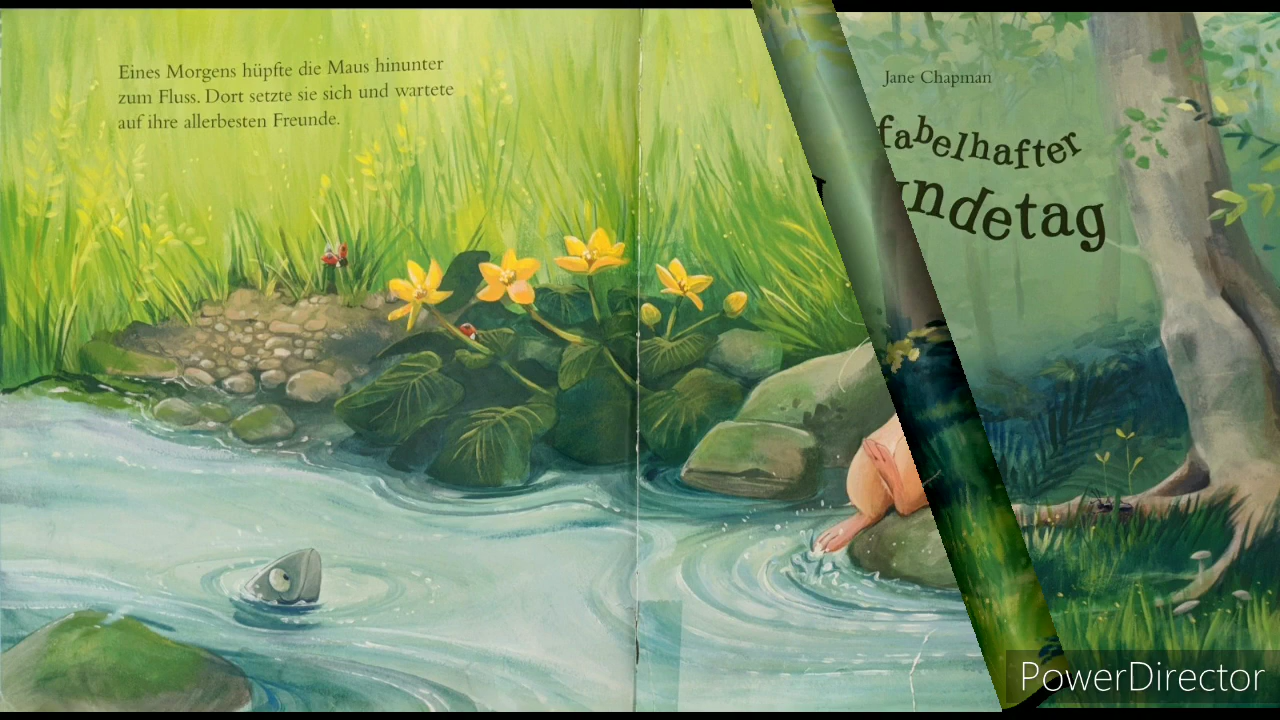 Eines Morgens hüpfte die Maus hinunter
zum Fluss. Dort setzte sie sich und wartete
auf ihre allerbesten Freunde.
Jane Chapman
fabelhafter
PowerDirector